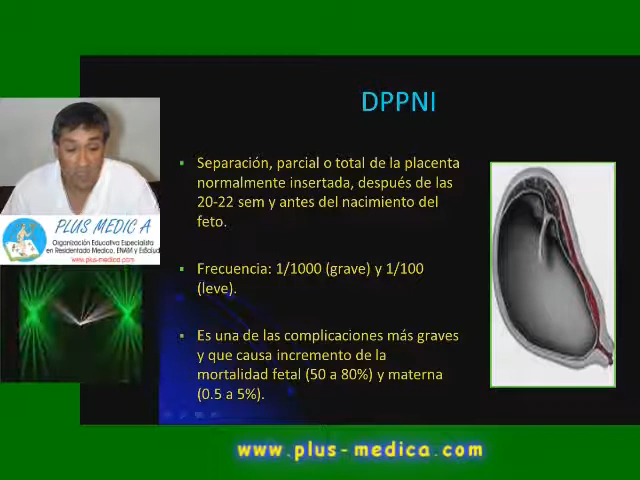 DPPNI
▪ Separación, parcial o total de la placenta
normalmente insertada, después de las
20-22 sem y antes del nacimiento del
feto.
▪ Frecuencia: 1/1000 (grave) y 1/100
(leve).
▪ Es una de las complicaciones más graves
y que causa incremento de la
mortalidad fetal (50 a 80%) y materna
(0.5 a 5%).
PLUS MEDIC A
Organización Educativa Especialista
en Residentado Medico, ENAM y EsSalud
www.plus-medica.com
www.plus-medica.com